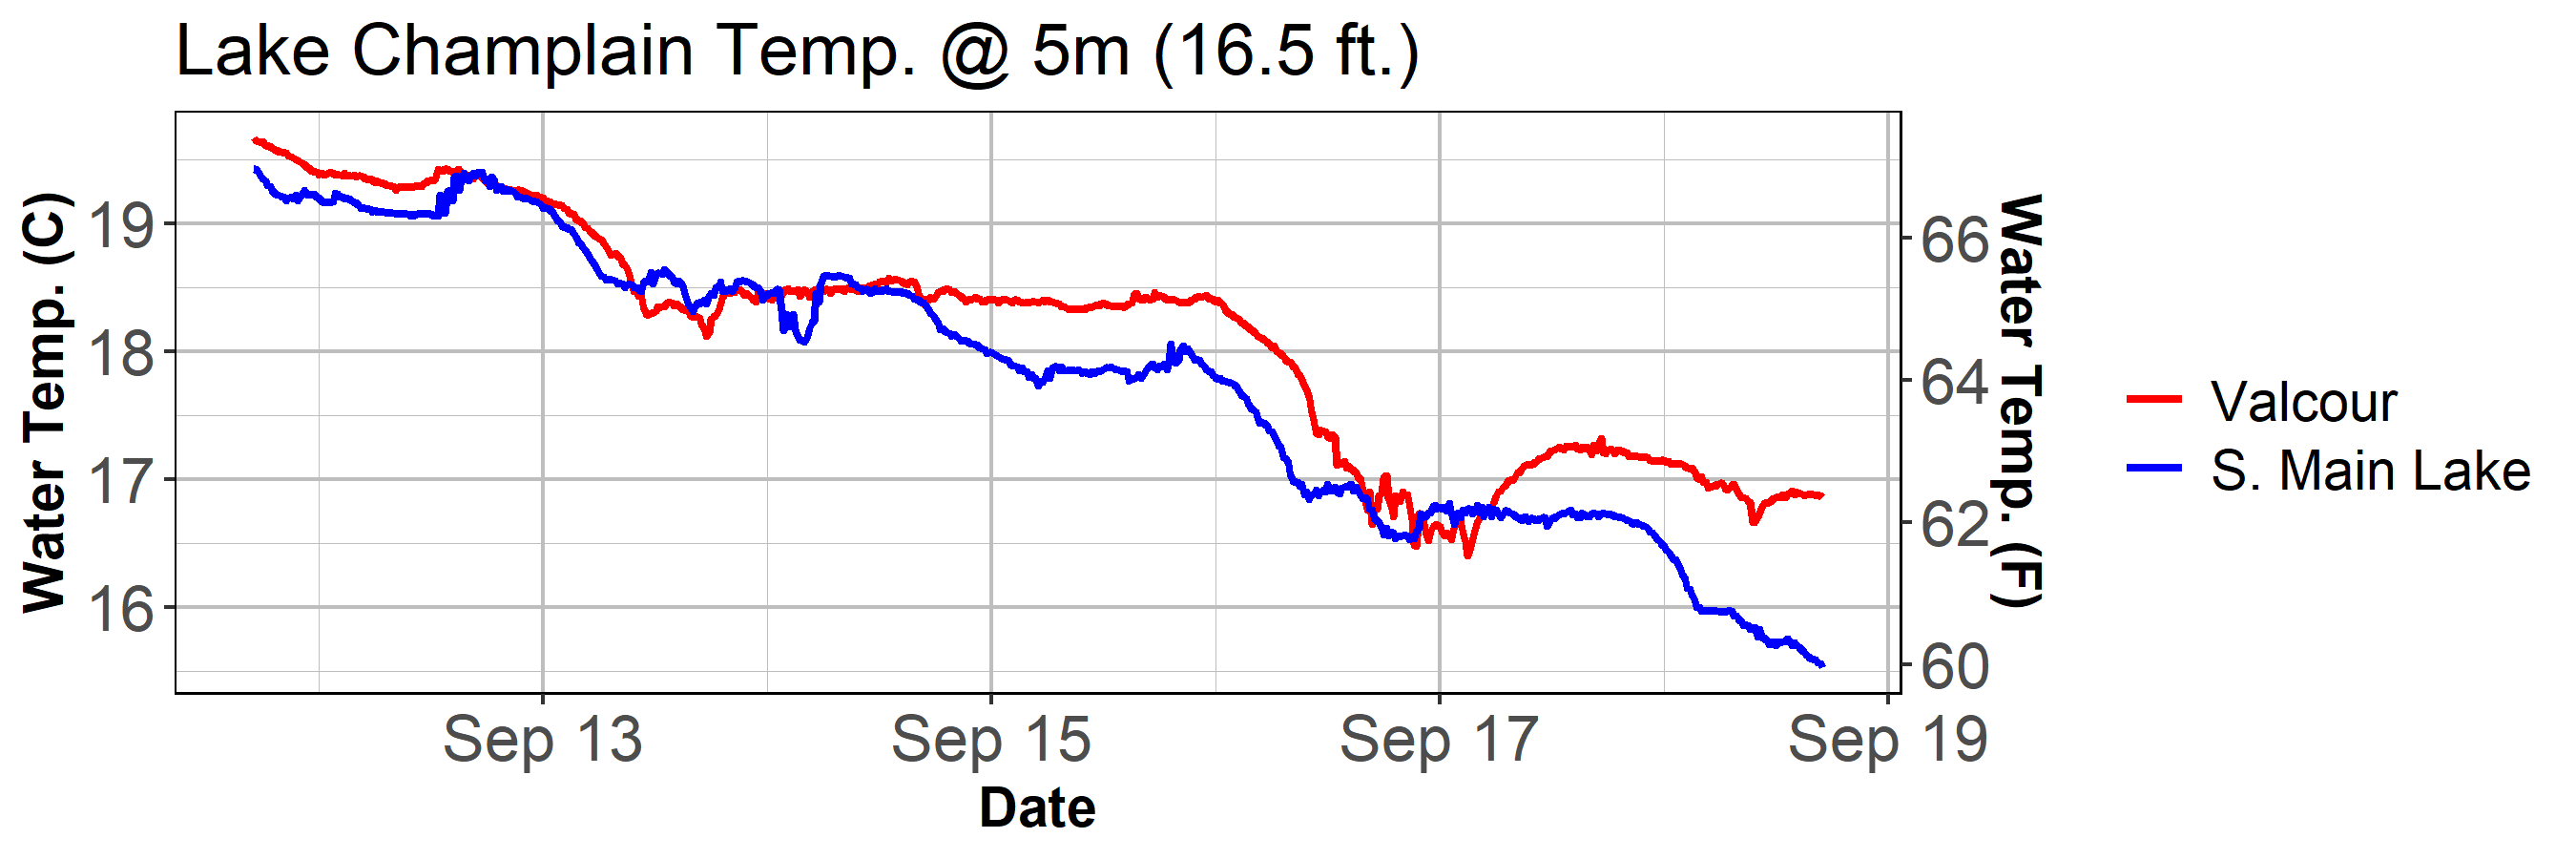 Lake Champlain Temp. @ 5m (16.5 ft.)
Water Temp. (C)
19
18
17
16
66
64
62
60
Water Temp. (F)
Sep 13
Sep 15
Sep 17
Sep 19
Date
Valcour
S. Main Lake